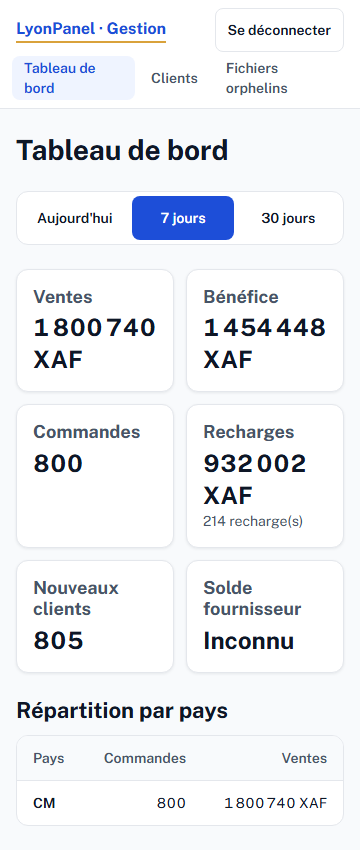 LyonPanel · Gestion
Se déconnecter
Tableau de
bord
Clients
Fichiers
orphelins
Tableau de bord
Aujourd'hui
7 jours
30 jours
Ventes
1 800 740
XAF
Bénéfice
1 454 448
XAF
Commandes
800
Recharges
932 002
XAF
214 recharge(s)
Nouveaux
clients
805
Solde
fournisseur
Inconnu
Répartition par pays
Pays Commandes Ventes
CM 800 1 800 740 XAF